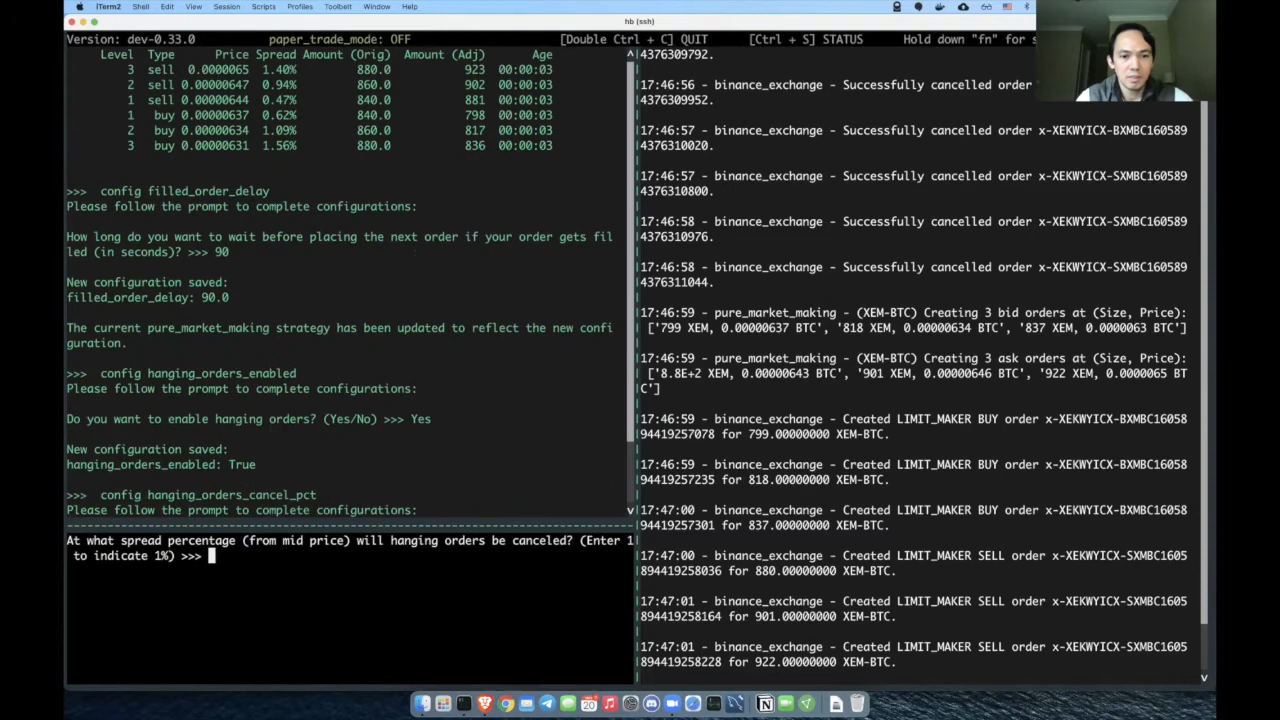 iTerm2 Shell Edit View Session Scripts Profiles Toolbelt Window Help
hb (ssh)
Version: dev-0.33.0 paper_trade_mode: OFF [Double Ctrl + C] QUIT [Ctrl + S] STATUS Hold down "fn" for s
Level Type Price Spread Amount (Orig) Amount (Adj) Age
3 sell 0.0000065 1.40% 880.0 923 00:00:03
2 sell 0.00000647 0.94% 860.0 902 00:00:03
1 sell 0.00000644 0.47% 840.0 881 00:00:03
1 buy 0.00000637 0.62% 840.0 798 00:00:03
2 buy 0.00000634 1.09% 860.0 817 00:00:03
3 buy 0.00000631 1.56% 880.0 836 00:00:03
>>> config filled_order_delay
Please follow the prompt to complete configurations:
How long do you want to wait before placing the next order if your order gets fil
led (in seconds)? >>> 90
New configuration saved:
filled_order_delay: 90.0
The current pure_market_making strategy has been updated to reflect the new confi
guration.
>>> config hanging_orders_enabled
Please follow the prompt to complete configurations:
Do you want to enable hanging orders? (Yes/No) >>> Yes
New configuration saved:
hanging_orders_enabled: True
>>> config hanging_orders_cancel_pct
Please follow the prompt to complete configurations:
At what spread percentage (from mid price) will hanging orders be canceled? (Enter 1
to indicate 1%) >>>
4376309792.
17:46:56 - binance_exchange - Successfully cancelled order
4376309952.
17:46:57 - binance_exchange - Successfully cancelled order x-XEKWYICX-BXMBC160589
4376310020.
17:46:57 - binance_exchange - Successfully cancelled order x-XEKWYICX-SXMBC160589
4376310800.
17:46:58 - binance_exchange - Successfully cancelled order x-XEKWYICX-SXMBC160589
4376310976.
17:46:58 - binance_exchange - Successfully cancelled order x-XEKWYICX-SXMBC160589
4376311044.
17:46:59 - pure_market_making - (XEM-BTC) Creating 3 bid orders at (Size, Price):
['799 XEM, 0.00000637 BTC', '818 XEM, 0.00000634 BTC', '837 XEM, 0.0000063 BTC']
17:46:59 - pure_market_making - (XEM-BTC) Creating 3 ask orders at (Size, Price):
['8.8E+2 XEM, 0.00000643 BTC', '901 XEM, 0.00000646 BTC', '922 XEM, 0.0000065 BT
C']
17:46:59 - binance_exchange - Created LIMIT_MAKER BUY order x-XEKWYICX-BXMBC16058
94419257078 for 799.00000000 XEM-BTC.
17:46:59 - binance_exchange - Created LIMIT_MAKER BUY order x-XEKWYICX-BXMBC16058
94419257235 for 818.00000000 XEM-BTC.
17:47:00 - binance_exchange - Created LIMIT_MAKER BUY order x-XEKWYICX-BXMBC16058
94419257301 for 837.00000000 XEM-BTC.
17:47:00 - binance_exchange - Created LIMIT_MAKER SELL order x-XEKWYICX-SXMBC1605
894419258036 for 880.00000000 XEM-BTC.
17:47:01 - binance_exchange - Created LIMIT_MAKER SELL order x-XEKWYICX-SXMBC1605
894419258164 for 901.00000000 XEM-BTC.
17:47:01 - binance_exchange - Created LIMIT_MAKER SELL order x-XEKWYICX-SXMBC1605
894419258228 for 922.00000000 XEM-BTC.
20